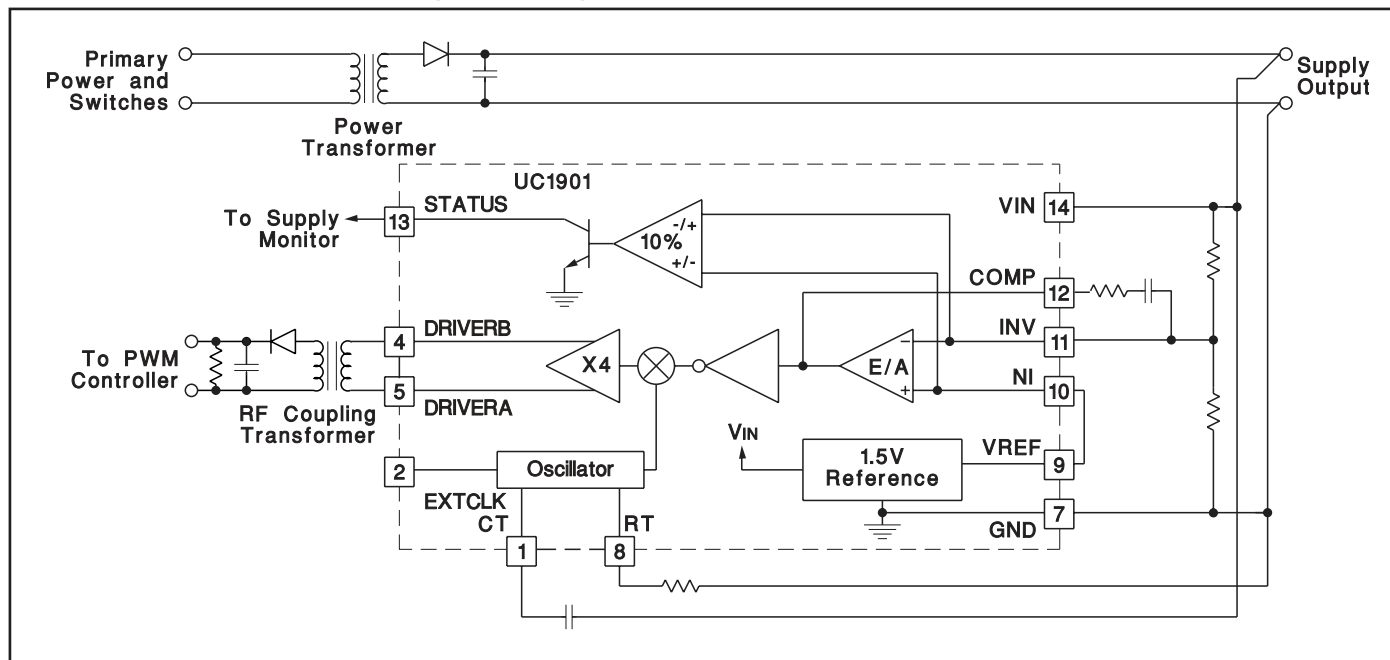 Primary
Power and
Switches
Supply
Output
Power
Transformer
UC1901
STATUS
13
To Supply
Monitor
10%
-/+
+/-
VIN
14
COMP
12
INV
11
NI
10
DRIVERB
4
To PWM
Controller
X4
E/A
-
+
5
DRIVERA
RF Coupling
Transformer
VIN
1.5V
Reference
VREF
9
2
Oscillator
EXTCLK
CT
RT
GND
7
1
8